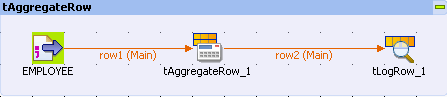 tAggregateRow
row1 (Main)
row2 (Main)
EMPLOYEE
tAggregateRow_1
tLogRow_1